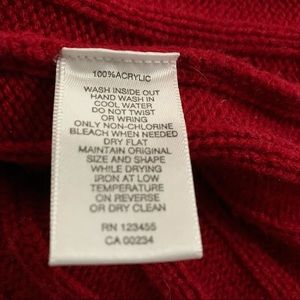 100%ACRYLIC
WASH INSIDE OUT
HAND WASH IN
COOL WATER
DO NOT TWIST
OR WRING
ONLY NON-CHLORINE
BLEACH WHEN NEEDED
DRY FLAT
MAINTAIN ORIGINAL
SIZE AND SHAPE
WHILE DRYING
IRON AT LOW
TEMPERATURE
ON REVERSE
OR DRY CLEAN
RN 123455
CA 00234